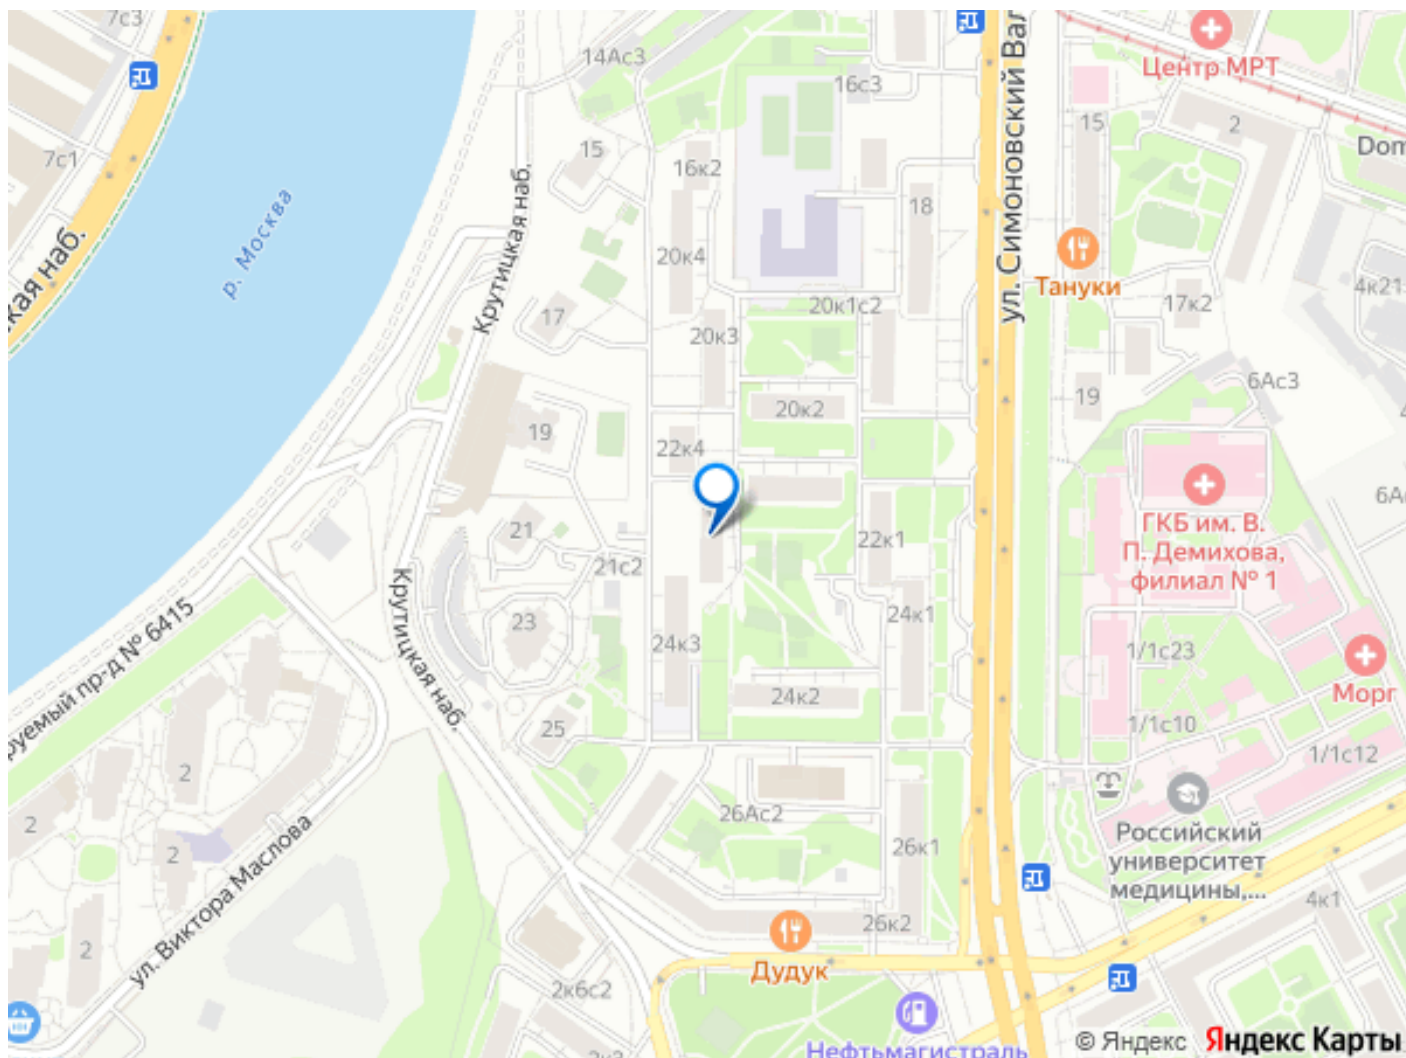 7с3
14Ас3
16с3
ул. Симоновский Вал
Центр МРТ
15
2
Dom
7с1
15
16к2
18
Крутицкая наб.
р. Москва
кая наб.
20к4
Тануки
4к21
17
20к1с2
17к2
20к3
6Ас3
19
20к2
19
22к4
ГКБ им. В.
П. Демихова,
филиал № 1
6Ас
21
22к1
21с2
Крутицкая наб.
24к1
23
24к3
1/1с23
руемый пр-д № 6415
Морг
24к2
1/1с10
25
1/1с12
2
26Ас2
2
Российский
университет
медицины,...
26к1
2
ул. Виктора Маслова
4к1
26к2
2
Дудук
2к6с2
Нефтьмагистраль
© Яндекс Яндекс Карты